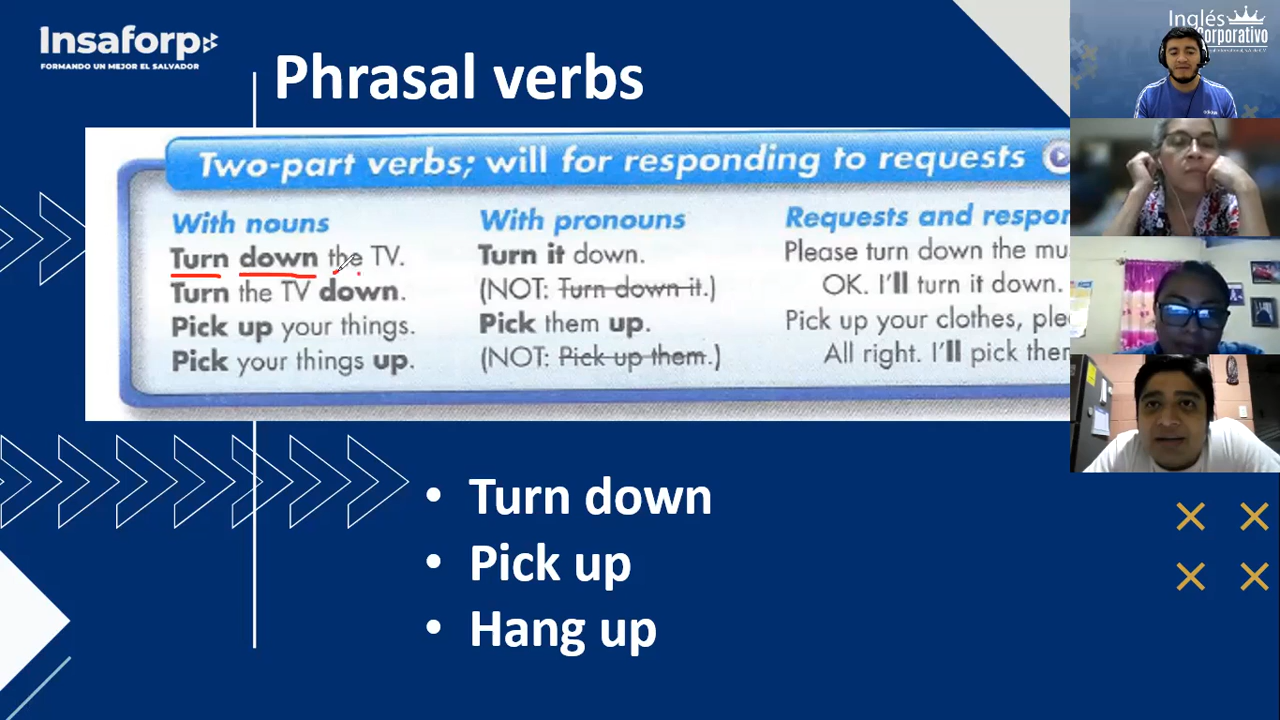 Insaforp
FORMANDO UN MEJOR EL SALVADOR
Phrasal verbs
Inglés
Corporativo
Two-part verbs; will for responding to requests
With nouns
Turn down the TV.
Turn the TV down.
Pick up your things.
Pick your things up.
With pronouns
Turn it down.
(NOT: Turn down it.)
Pick them up.
(NOT: Pick up them.)
Requests and respon
Please turn down the mu
OK. I'll turn it down.
Pick up your clothes, ple
All right. I'll pick then
• Turn down
• Pick up
• Hang up